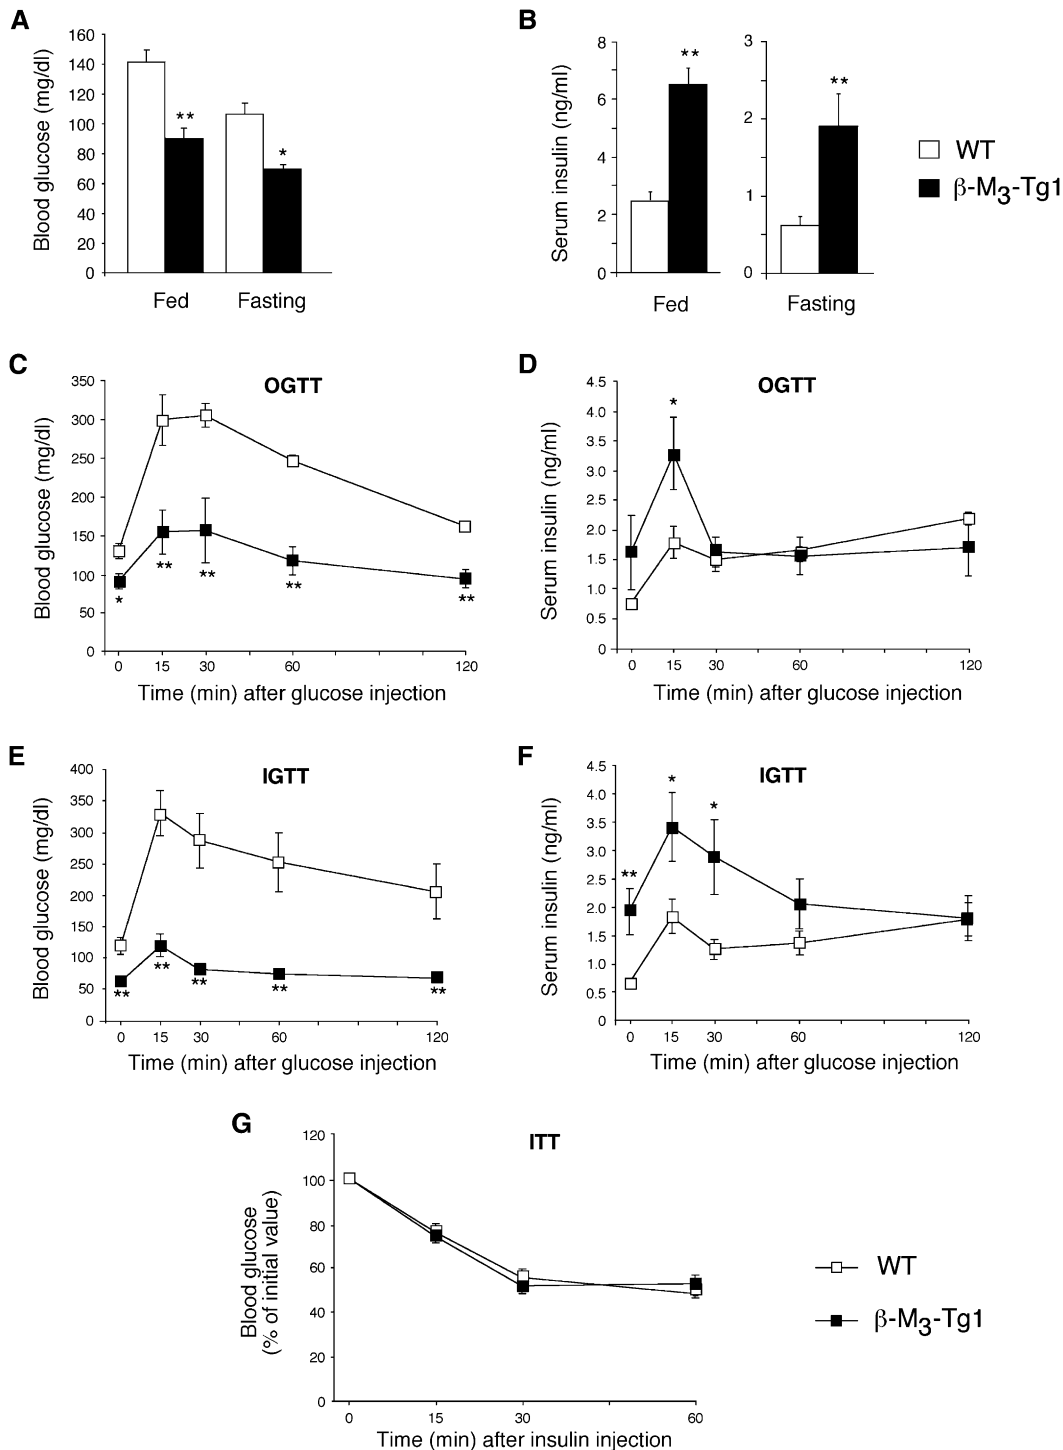 A
B
Blood glucose (mg/dl)
160
140
120
100
80
60
40
20
0
**
*
Fed
Fasting
Serum insulin (ng/ml)
8
6
4
2
0
**
Fed
3
2
1
0
**
Fasting
WT
β-M3-Tg1
C
OGTT
Blood glucose (mg/dl)
350
300
250
200
150
100
50
0
*
**
**
**
**
0 15 30 60 120
Time (min) after glucose injection
D
OGTT
Serum insulin (ng/ml)
4.5
4.0
3.5
3.0
2.5
2.0
1.5
1.0
0.5
0
*
0 15 30 60 120
Time (min) after glucose injection
E
IGTT
Blood glucose (mg/dl)
400
350
300
250
200
150
100
50
0
**
**
**
**
**
0 15 30 60 120
Time (min) after glucose injection
F
IGTT
Serum insulin (ng/ml)
4.5
4.0
3.5
3.0
2.5
2.0
1.5
1.0
0.5
0
**
*
*
0 15 30 60 120
Time (min) after glucose injection
G
ITT
Blood glucose
(% of initial value)
120
100
80
60
40
20
0
0 15 30 60
Time (min) after insulin injection
WT
β-M3-Tg1